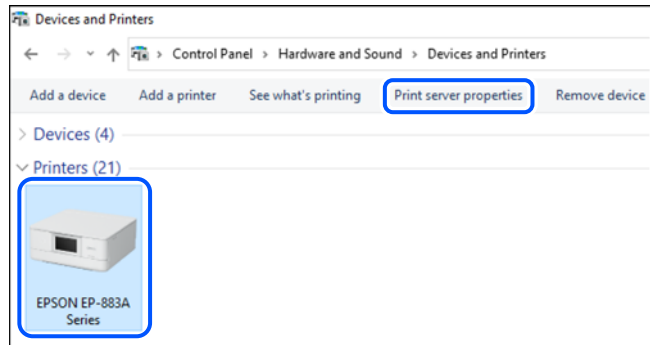 Devices and Printers
Control Panel > Hardware and Sound > Devices and Printers
Add a device Add a printer See what's printing Print server properties Remove device
Devices (4)
Printers (21)
EPSON EP-883A
Series